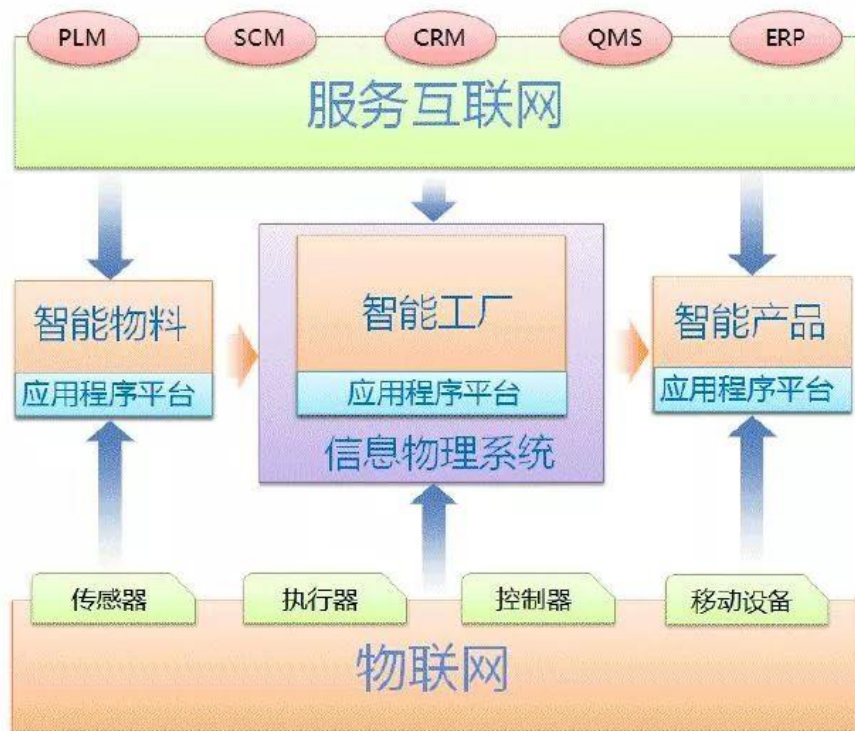 PLM
SCM
CRM
QMS
ERP
服务互联网
智能物料
应用程序平台
智能工厂
应用程序平台
信息物理系统
智能产品
应用程序平台
传感器
执行器
控制器
移动设备
物联网